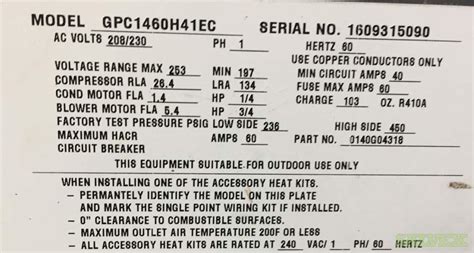 MODEL GPC1460H41EC SERIAL NO. 1609315090
AC VOLTS 208/230 PH 1 HERTZ 60
USE COPPER CONDUCTORS ONLY
VOLTAGE RANGE MAX 253 MIN 197 MIN CIRCUIT AMPS 40
COMPRESSOR RLA 26.4 LRA 134 FUSE MAX AMPS 60
COND MOTOR FLA 1.4 HP 1/4 CHARGE 103 OZ. R410A
BLOWER MOTOR FLA 5.4 HP 3/4
FACTORY TEST PRESSURE PSIG LOW SIDE 236 HIGH SIDE 450
MAXIMUM HACR AMPS 60 PART NO. 0140G04318
CIRCUIT BREAKER
THIS EQUIPMENT SUITABLE FOR OUTDOOR USE ONLY
WHEN INSTALLING ONE OF THE ACCESSORY HEAT KITS.
- PERMANTELY IDENTIFY THE MODEL ON THIS PLATE
AND MARK THE SINGLE POINT WIRING KIT IF INSTALLED.
- 0" CLEARANCE TO COMBUSTIBLE SURFACES.
- MAXIMUM OUTLET AIR TEMPERATURE 200F OR LESS
- ALL ACCESSORY HEAT KITS ARE RATED AT 240 VAC/ 1 PH/ 60 HERTZ